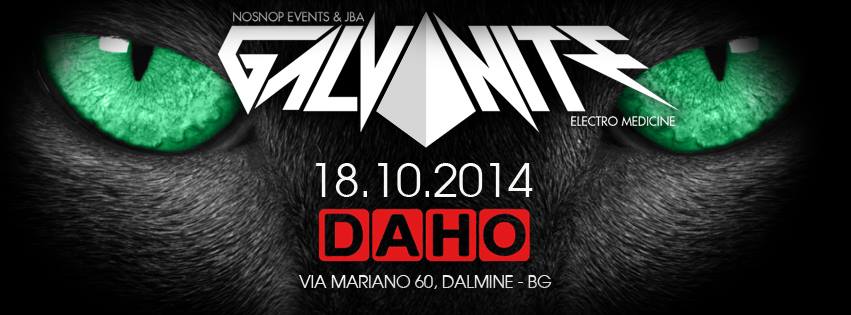 NOSNOP EVENTS & JBA
GALVANITE
ELECTRO MEDICINE
18.10.2014
DAHO
VIA MARIANO 60, DALMINE - BG